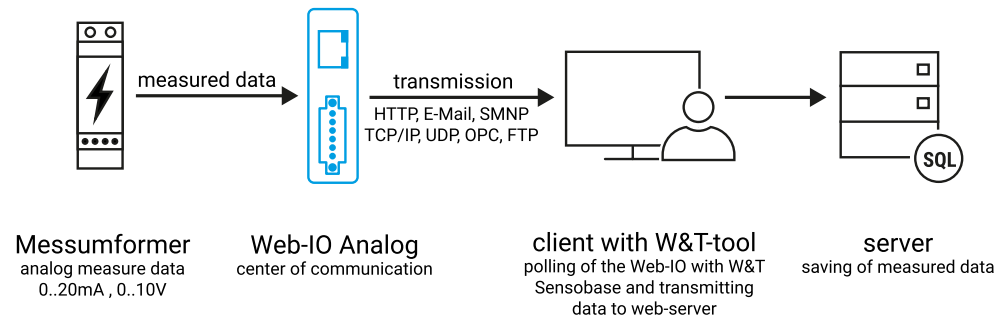 measured data
transmission
HTTP, E-Mail, SMNP
TCP/IP, UDP, OPC, FTP
SQL
Messumformer
analog measure data
0..20mA , 0..10V
Web-IO Analog
center of communication
client with W&T-tool
polling of the Web-IO with W&T
Sensobase and transmitting
data to web-server
server
saving of measured data